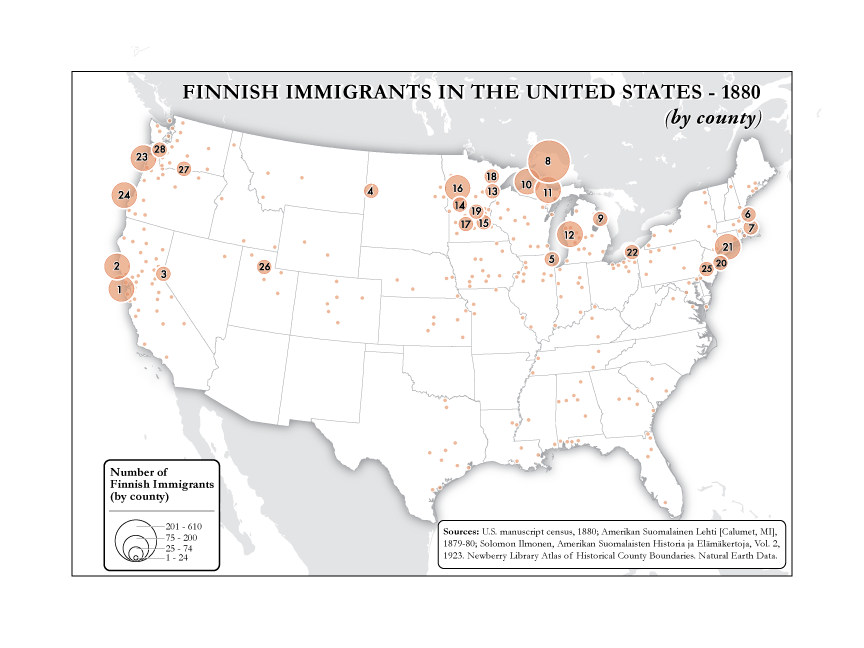 FINNISH IMMIGRANTS IN THE UNITED STATES - 1880
(by county)
8
28
23
27
18
16
10
4
13
11
24
14
19
9
6
17
15
7
12
21
22
5
20
2
26
3
25
1
Number of
Finnish Immigrants
(by county)
201 - 610
75 - 200
25 - 74
1 - 24
Sources: U.S. manuscript census, 1880; Amerikan Suomalainen Lehti [Calumet, MI],
1879-80; Solomon Ilmonen, Amerikan Suomalaisten Historia ja Elämäkertoja, Vol. 2,
1923. Newberry Library Atlas of Historical County Boundaries. Natural Earth Data.